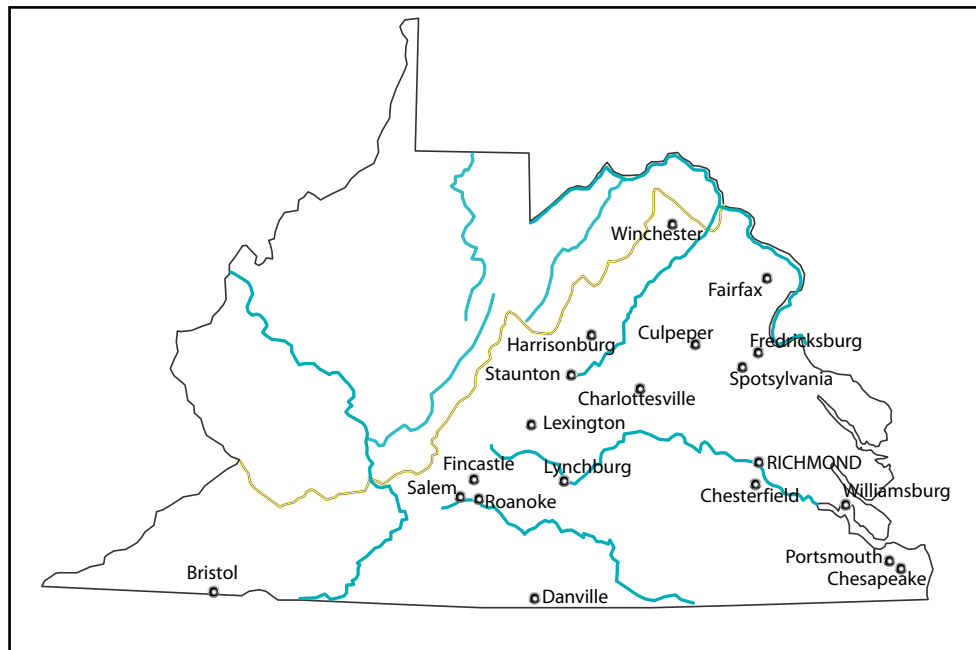 Winchester
Fairfax
Harrisonburg
Culpeper
Fredricksburg
Staunton
Spotsylvania
Charlottesville
Lexington
Fincastle
Lynchburg
RICHMOND
Salem
Roanoke
Chesterfield
Williamsburg
Portsmouth
Bristol
Chesapeake
Danville